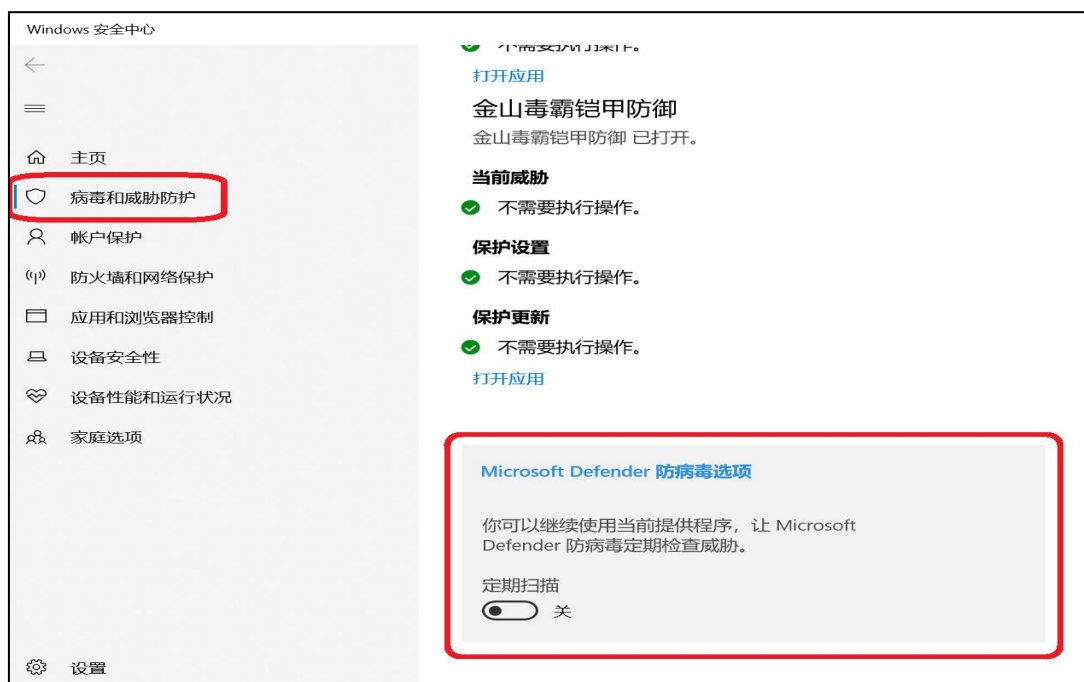 Windows 安全中心
主页
病毒和威胁防护
帐户保护
防火墙和网络保护
应用和浏览器控制
设备安全性
设备性能和运行状况
家庭选项
设置
不需要执行操作。
打开应用
金山毒霸铠甲防御
金山毒霸铠甲防御 已打开。
当前威胁
不需要执行操作。
保护设置
不需要执行操作。
保护更新
不需要执行操作。
打开应用
Microsoft Defender 防病毒选项
你可以继续使用当前提供程序，让 Microsoft
Defender 防病毒定期检查威胁。
定期扫描
关